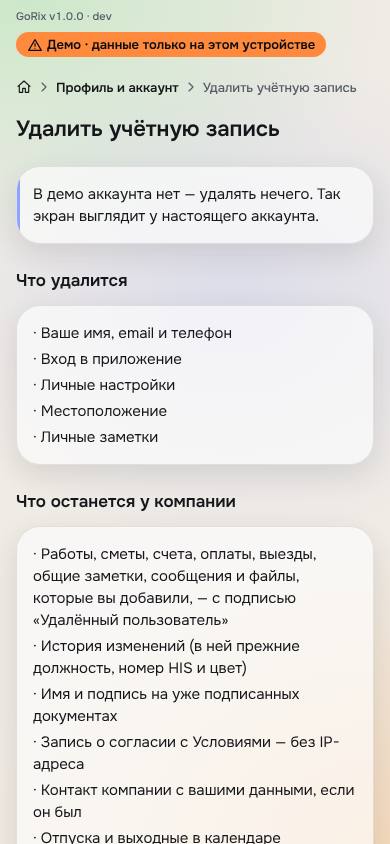 GoRix v1.0.0 · dev
Демо · данные только на этом устройстве
Профиль и аккаунт > Удалить учётную запись
Удалить учётную запись
В демо аккаунта нет — удалять нечего. Так
экран выглядит у настоящего аккаунта.
Что удалится
· Ваше имя, email и телефон
· Вход в приложение
· Личные настройки
· Местоположение
· Личные заметки
Что останется у компании
· Работы, сметы, счета, оплаты, выезды,
общие заметки, сообщения и файлы,
которые вы добавили, — с подписью
«Удалённый пользователь»
· История изменений (в ней прежние
должность, номер HIS и цвет)
· Имя и подпись на уже подписанных
документах
· Запись о согласии с Условиями — без IP-
адреса
· Контакт компании с вашими данными, если
он был
· Отпуска и выходные в календаре